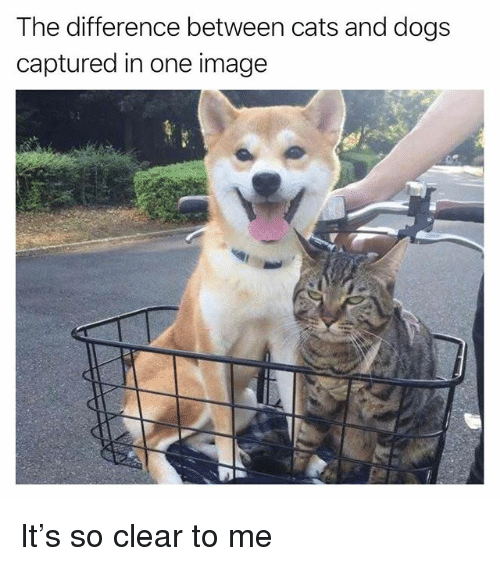 The difference between cats and dogs
captured in one image
It’s so clear to me